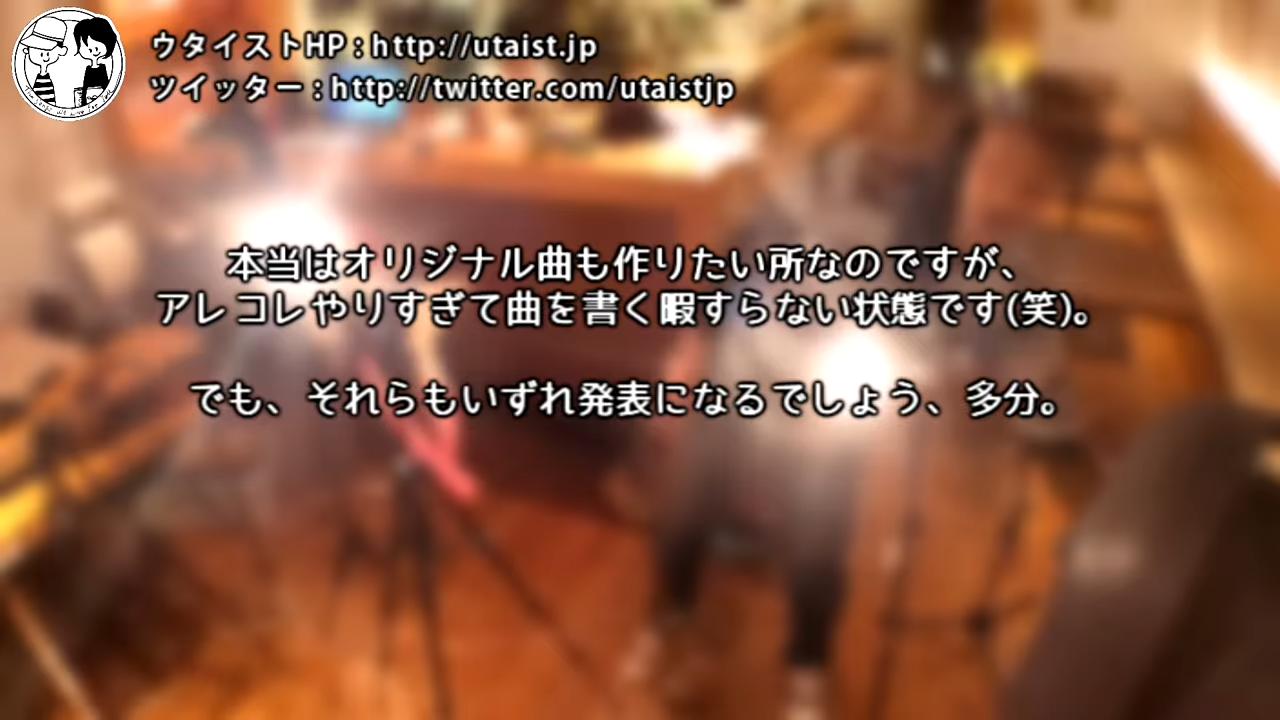 ウタイストHP : http://utaist.jp
ツイッター : http://twitter.com/utaistjp
本当はオリジナル曲も作りたい所なのですが、
アレコレやりすぎて曲を書く暇すらない状態です(笑)。
でも、それらもいずれ発表になるでしょう、多分。